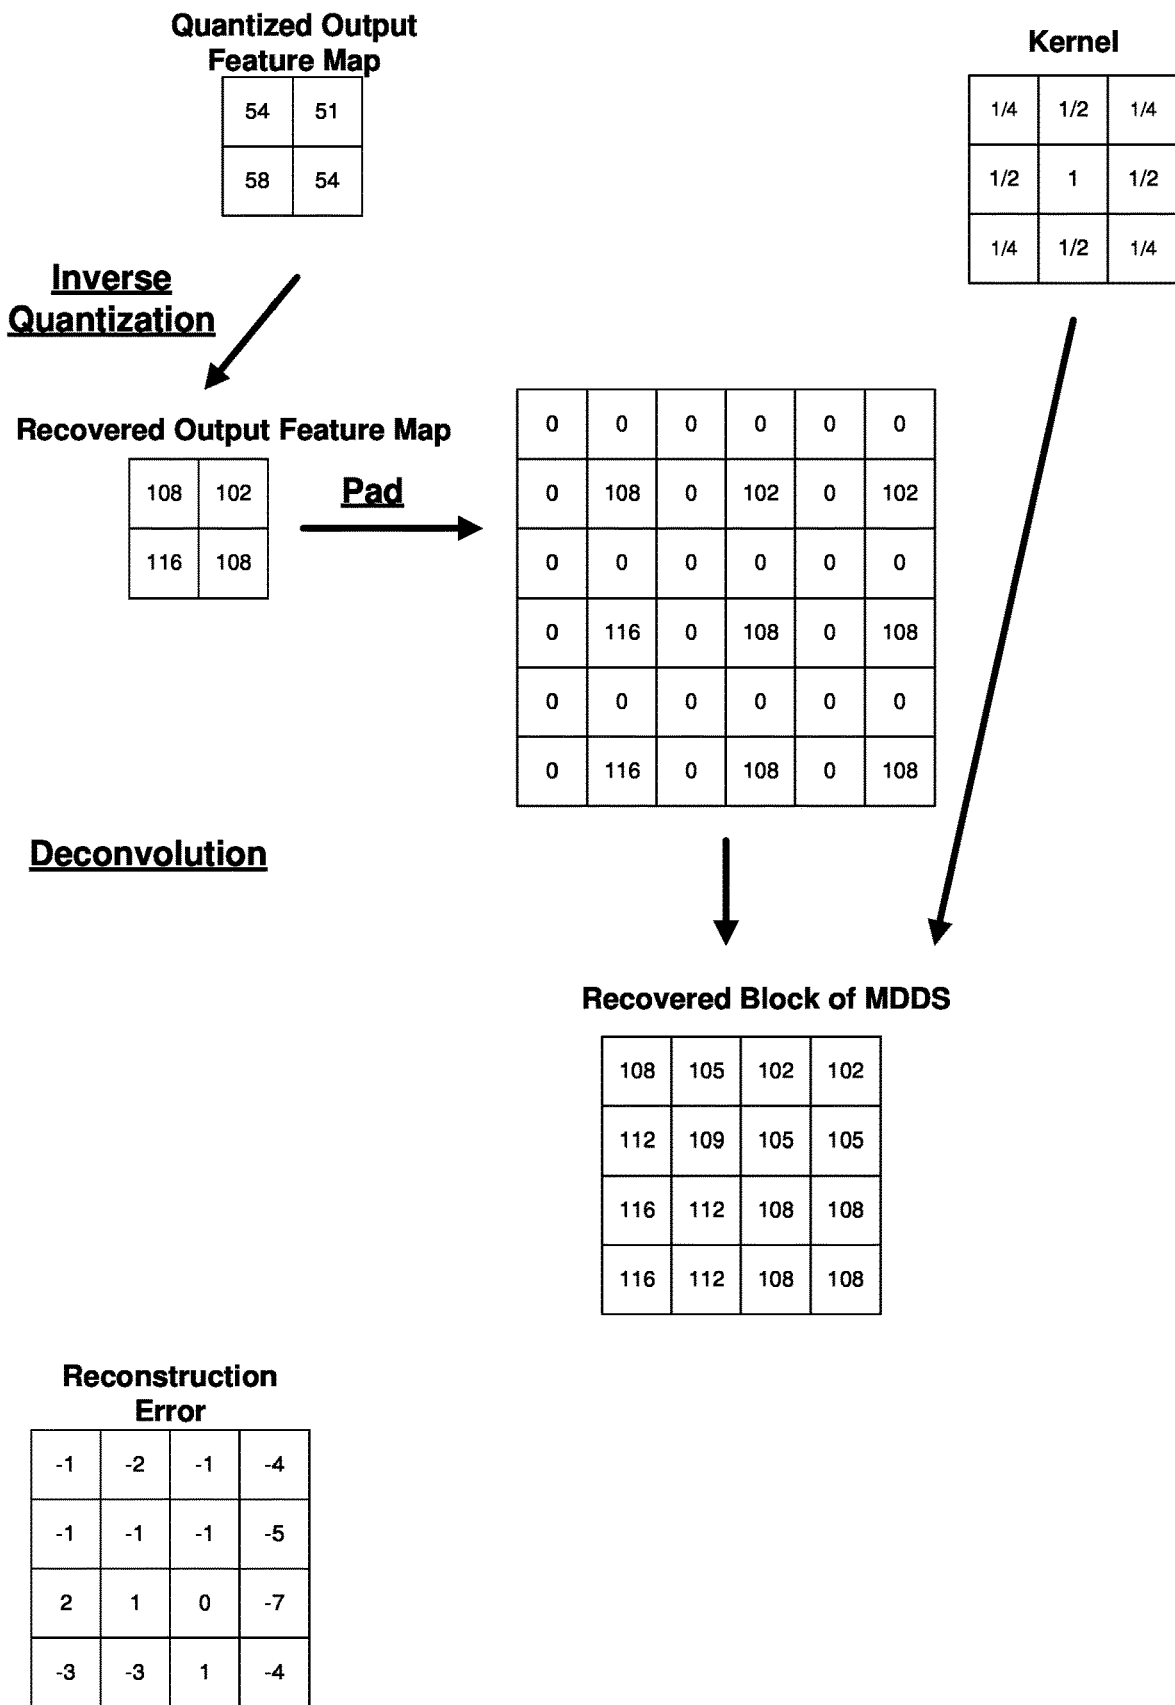 Quantized Output
Feature Map
54 51
58 54
Kernel
1/4 1/2 1/4
1/2 1 1/2
1/4 1/2 1/4
Inverse
Quantization
Recovered Output Feature Map
108 102
116 108
Pad
0 0 0 0 0 0
0 108 0 102 0 102
0 0 0 0 0 0
0 116 0 108 0 108
0 0 0 0 0 0
0 116 0 108 0 108
Deconvolution
Recovered Block of MDDS
108 105 102 102
112 109 105 105
116 112 108 108
116 112 108 108
Reconstruction
Error
-1 -2 -1 -4
-1 -1 -1 -5
2 1 0 -7
-3 -3 1 -4